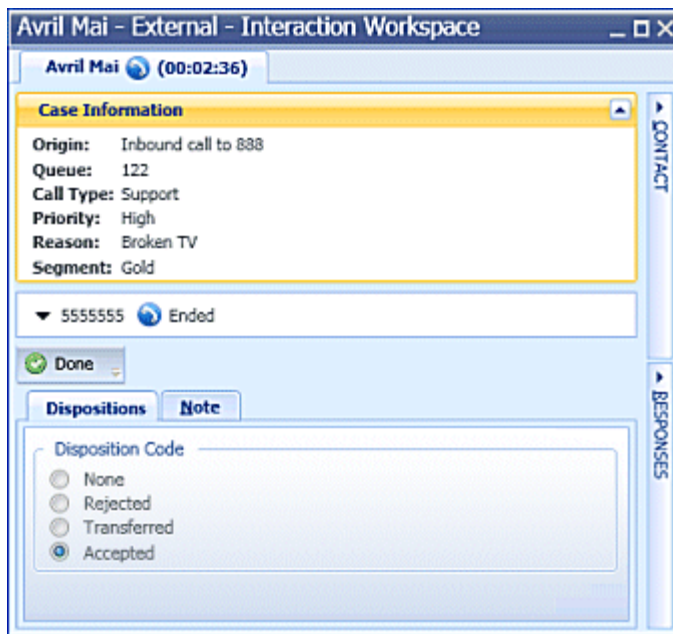 Avril Mai - External - Interaction Workspace
Avril Mai (00:02:36)
Case Information
Origin: Inbound call to 888
Queue: 122
Call Type: Support
Priority: High
Reason: Broken TV
Segment: Gold
5555555 Ended
Done
Dispositions Note
Disposition Code
None
Rejected
Transferred
Accepted
CONTACT
RESPONSES